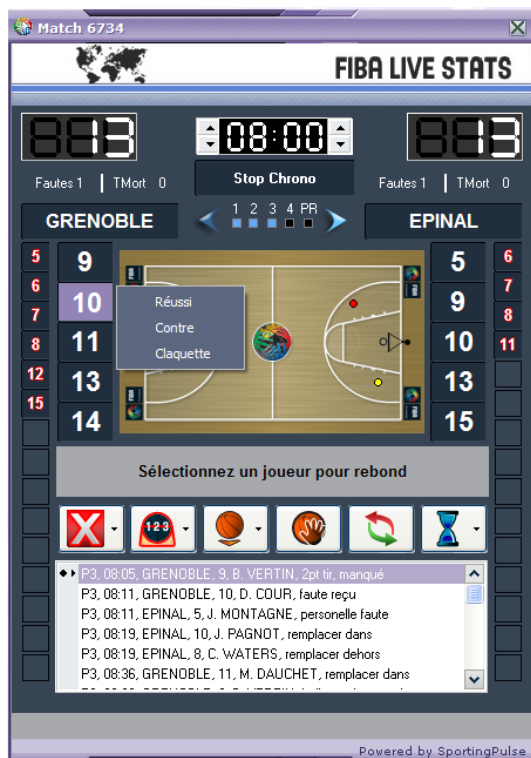 Match 6734
FIBA LIVE STATS
13
08:00
13
Stop Chrono
Fautes 1 | TMort 0
Fautes 1 | TMort 0
GRENOBLE
1 2 3 4 PR
EPINAL
5
6
7
8
12
15
9
10
11
13
14
Réussi
Contre
Claquette
5
9
10
13
15
6
7
8
11
Sélectionnez un joueur pour rebond
X
123
P3, 08:05, GRENOBLE, 9, B. VERTIN, 2pt tir, manqué
P3, 08:11, GRENOBLE, 10, D. COUR, faute reçu
P3, 08:11, EPINAL, 5, J. MONTAGNE, personelle faute
P3, 08:19, EPINAL, 10, J. PAGNOT, remplacer dans
P3, 08:19, EPINAL, 8, C. WATERS, remplacer dehors
P3, 08:36, GRENOBLE, 11, M. DAUCHET, remplacer dans
Powered by SportingPulse